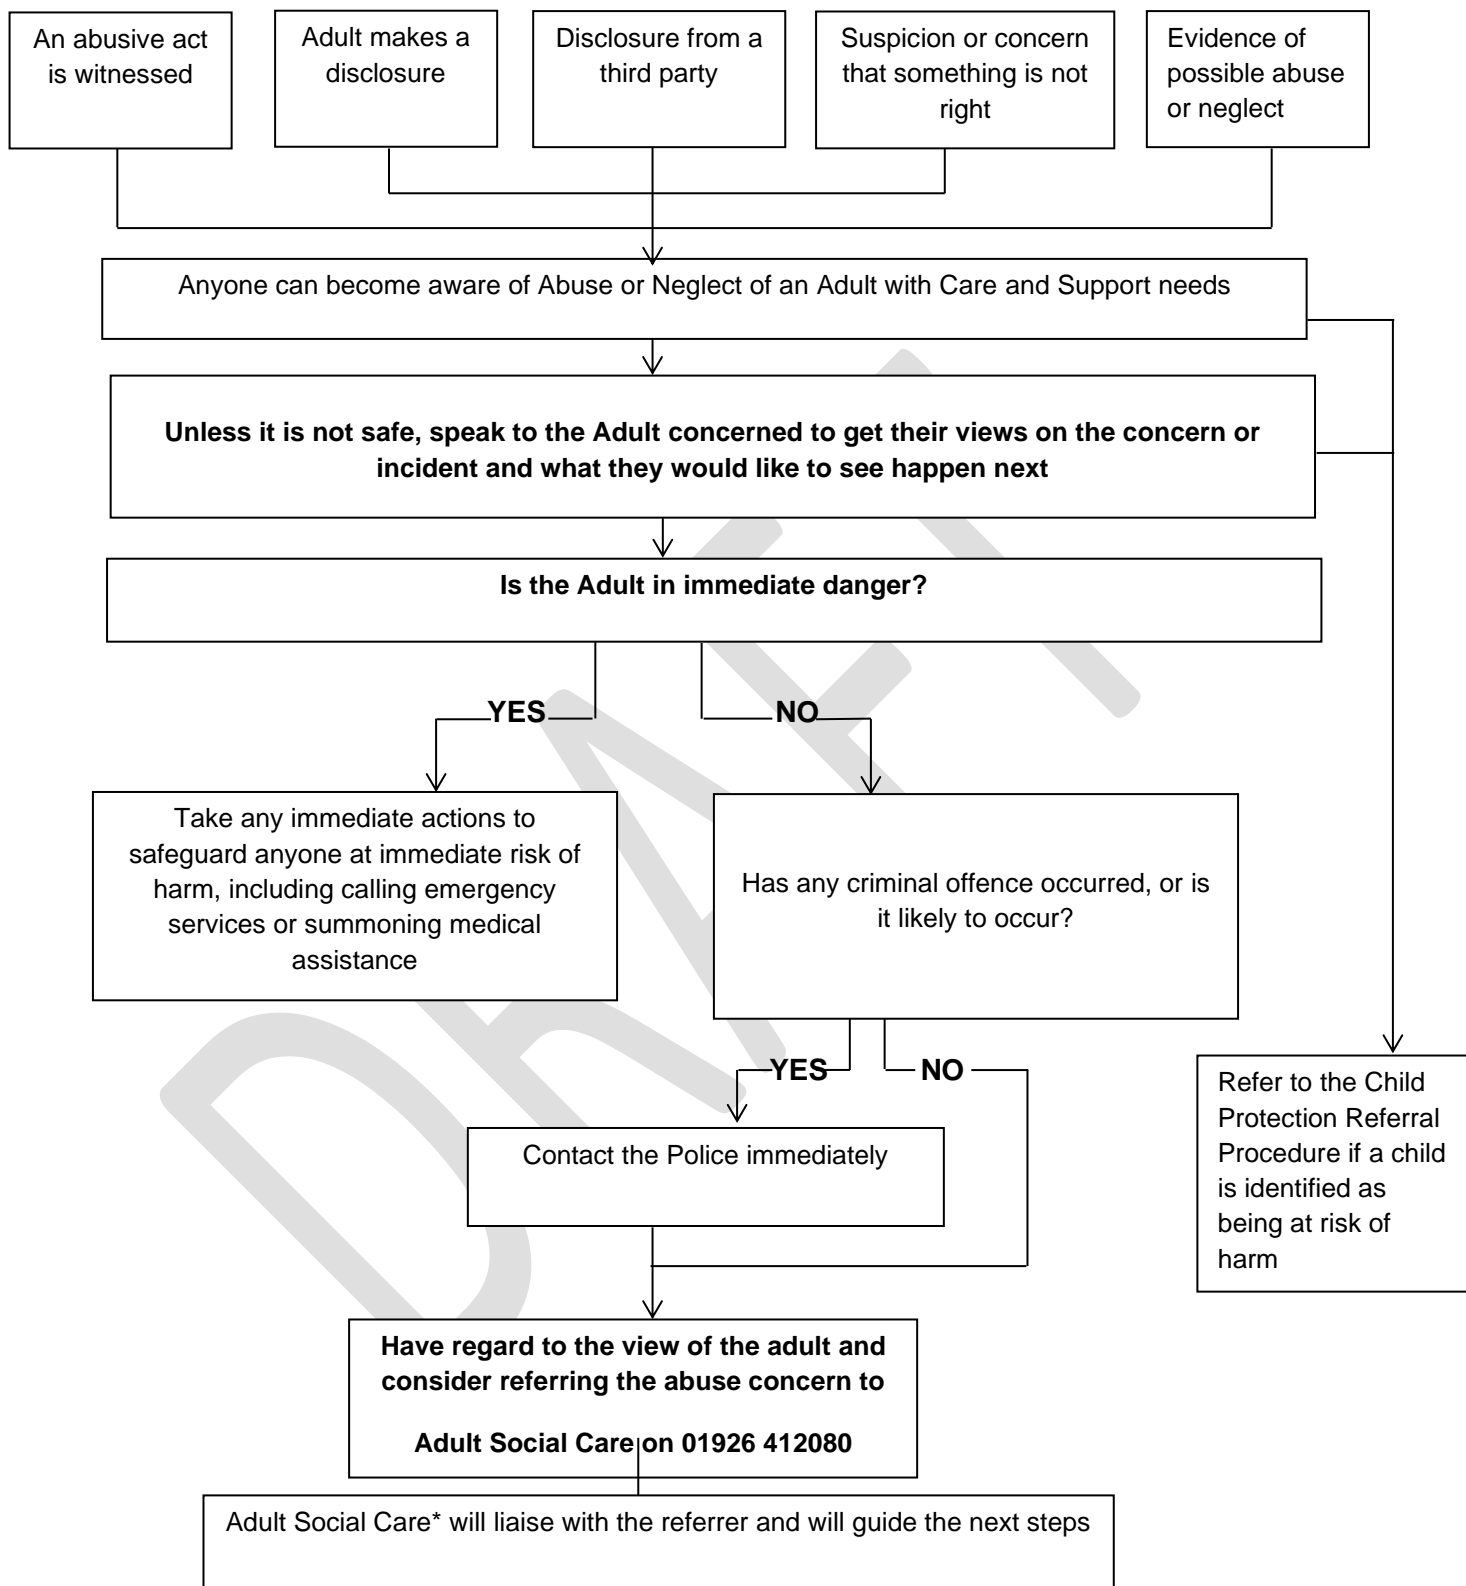 An abusive act
is witnessed
Adult makes a
disclosure
Disclosure from a
third party
Suspicion or concern
that something is not
right
Evidence of
possible abuse
or neglect
Anyone can become aware of Abuse or Neglect of an Adult with Care and Support needs
Unless it is not safe, speak to the Adult concerned to get their views on the concern or
incident and what they would like to see happen next
Is the Adult in immediate danger?
YES
NO
Take any immediate actions to
safeguard anyone at immediate risk of
harm, including calling emergency
services or summoning medical
assistance
Has any criminal offence occurred, or is
it likely to occur?
YES
NO
Contact the Police immediately
Refer to the Child
Protection Referral
Procedure if a child
is identified as
being at risk of
harm
Have regard to the view of the adult and
consider referring the abuse concern to
Adult Social Care on 01926 412080
Adult Social Care* will liaise with the referrer and will guide the next steps
DRAFT